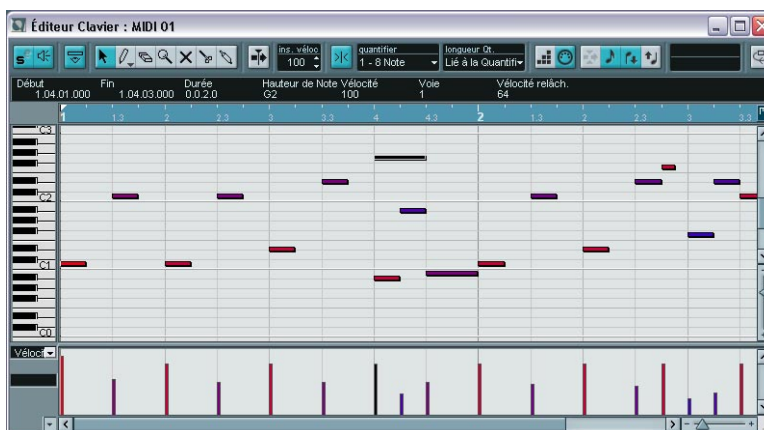 Éditeur Clavier : MIDI 01
ins. véloc quantifier longueur Qt.
100 1 - 8 Note Lié à la Quantifi
Début Fin Durée Hauteur de Note Vélocité Voie Vélocité relâch.
1.04.01.000 1.04.03.000 0.0.2.0 G2 100 1 64
1 1.3 2 2.3 3 3.3 4 4.3 2 1.3 2 2.3 3 3.3
C3
C2
C1
C0
Véloci